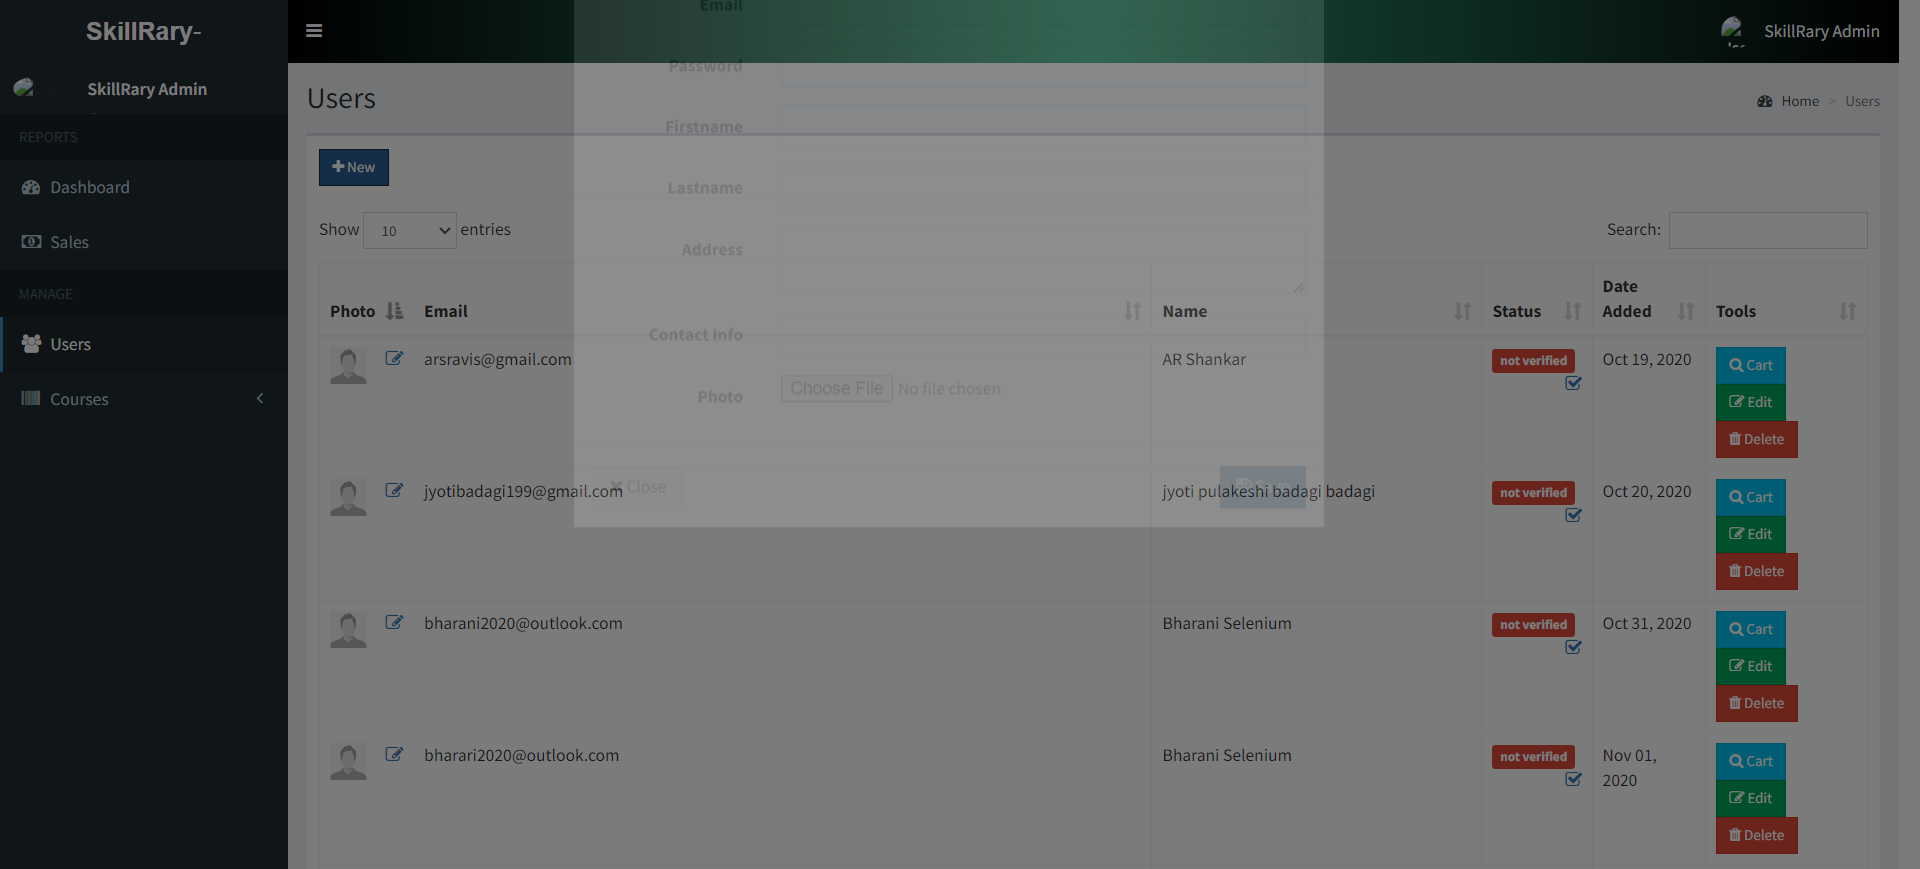 SkillRary-
SkillRary Admin
SkillRary Admin
REPORTS
Dashboard
Sales
MANAGE
Users
Courses
Users
Home > Users
New
Show 10 entries
Search:
Email
Password
Firstname
Lastname
Address
Contact Info
Photo
Choose File No file chosen
Close
Photo Email Name Status Date Added Tools
arsravis@gmail.com AR Shankar not verified Oct 19, 2020 Cart
Edit
Delete
jyotibadagi199@gmail.com jyoti pulakeshi badagi badagi not verified Oct 20, 2020 Cart
Edit
Delete
bharani2020@outlook.com Bharani Selenium not verified Oct 31, 2020 Cart
Edit
Delete
bharari2020@outlook.com Bharani Selenium not verified Nov 01, 2020 Cart
Edit
Delete